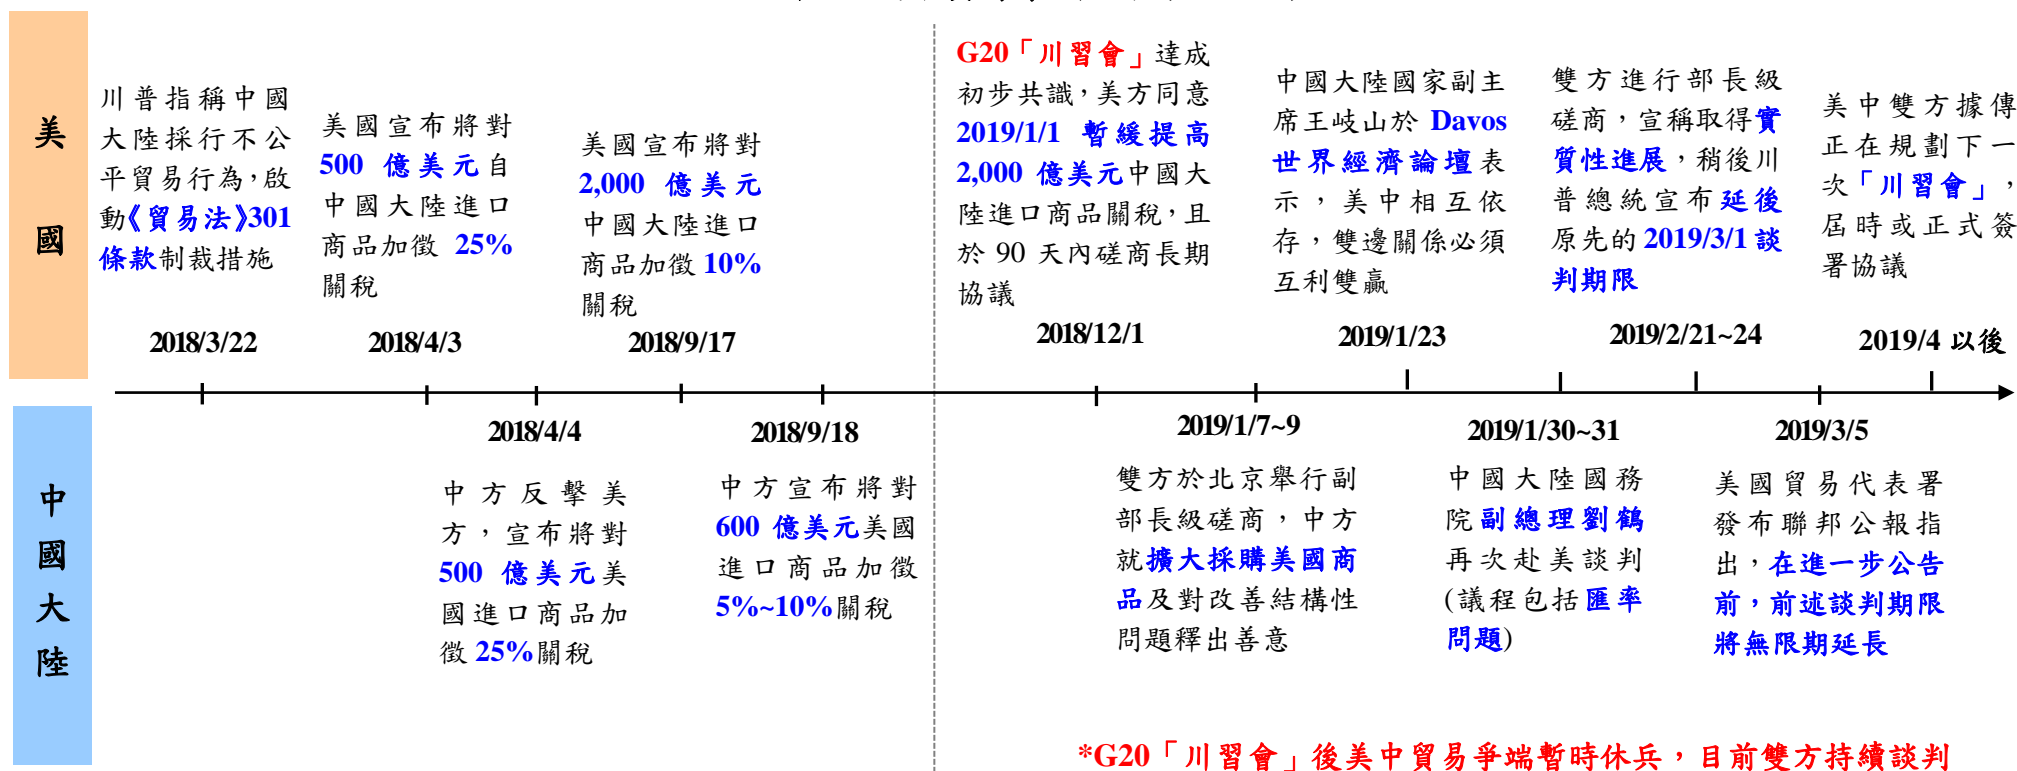 美
國
川普指稱中國
大陸採行不公
平貿易行為，啟
動《貿易法》301
條款制裁措施
2018/3/22
美國宣布將對
500 億美元自
中國大陸進口
商品加徵 25%
關稅
2018/4/3
美國宣布將對
2,000 億美元
中國大陸進口
商品加徵 10%
關稅
2018/9/17
G20「川習會」達成
初步共識，美方同意
2019/1/1 暫緩提高
2,000 億美元中國大
陸進口商品關稅，且
於 90 天內磋商長期
協議
2018/12/1
中國大陸國家副主
席王岐山於 Davos
世界經濟論壇表
示，美中相互依
存，雙邊關係必須
互利雙贏
2019/1/23
雙方進行部長級
磋商，宣稱取得實
質性進展，稍後川
普總統宣布延後
原先的 2019/3/1 談
判期限
2019/2/21~24
美中雙方據傳
正在規劃下一
次「川習會」，
屆時或正式簽
署協議
2019/4 以後
中
國
大
陸
2018/4/4
中方反擊美
方，宣布將對
500 億美元美
國進口商品加
徵 25%關稅
2018/9/18
中方宣布將對
600 億美元美國
進口商品加徵
5%~10%關稅
2019/1/7~9
雙方於北京舉行副
部長級磋商，中方
就擴大採購美國商
品及對改善結構性
問題釋出善意
2019/1/30~31
中國大陸國務
院副總理劉鶴
再次赴美談判
(議程包括匯率
問題)
2019/3/5
美國貿易代表署
發布聯邦公報指
出，在進一步公告
前，前述談判期限
將無限期延長
*G20「川習會」後美中貿易爭端暫時休兵，目前雙方持續談判